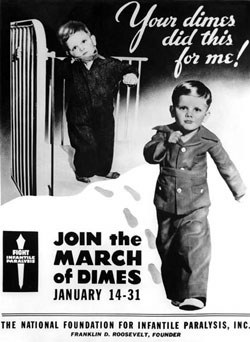 Your dimes
did this
for me!
FIGHT
INFANTILE
PARALYSIS
JOIN the
MARCH
of DIMES
JANUARY 14-31
THE NATIONAL FOUNDATION FOR INFANTILE PARALYSIS, INC.
FRANKLIN D. ROOSEVELT, FOUNDER